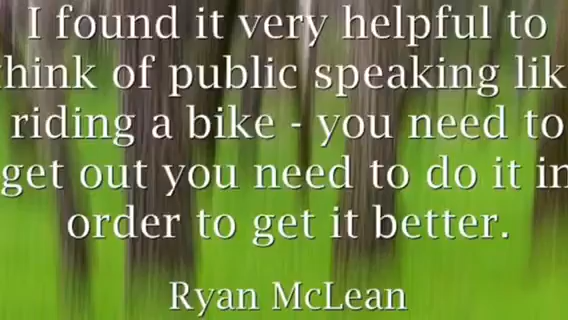 I found it very helpful to
think of public speaking lik
riding a bike - you need to
get out you need to do it in
order to get it better.
Ryan McLean